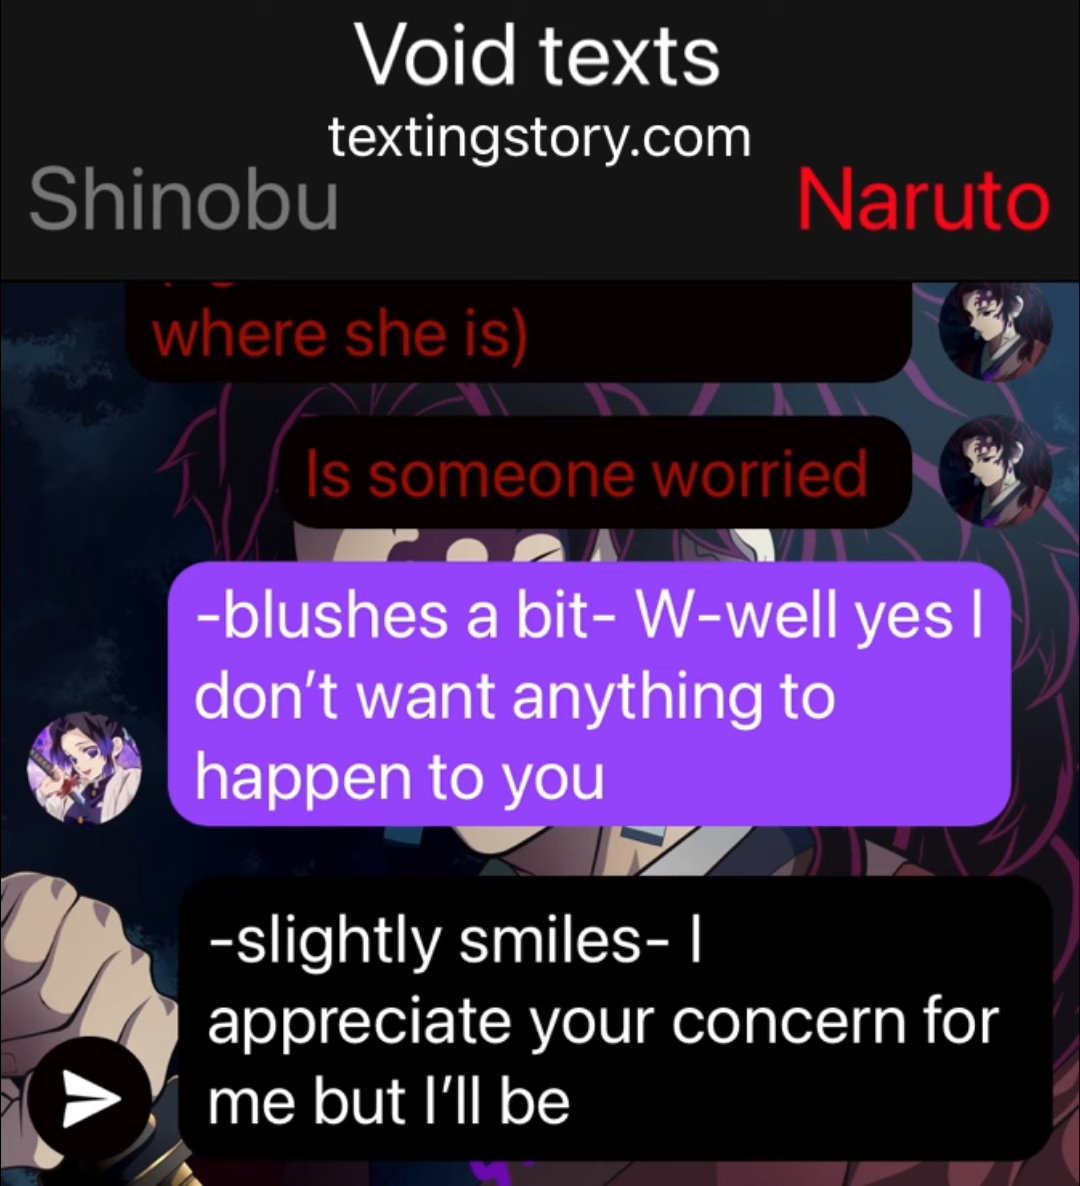 Void texts
textingstory.com
Shinobu
Naruto
where she is)
Is someone worried
-blushes a bit- W-well yes I
don’t want anything to
happen to you
-slightly smiles- I
appreciate your concern for
me but I’ll be